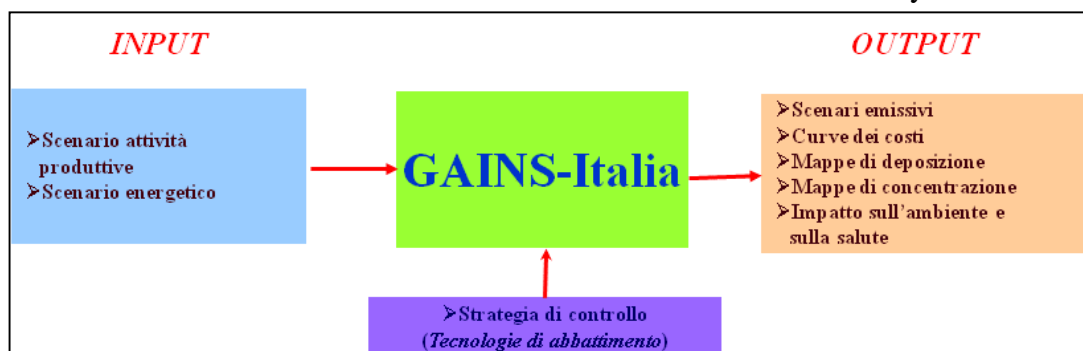 INPUT
OUTPUT
➢Scenario attività
produttive
➢Scenario energetico
GAINS-Italia
➢Scenari emissivi
➢Curve dei costi
➢Mappe di deposizione
➢Mappe di concentrazione
➢Impatto sull'ambiente e
sulla salute
➢Strategia di controllo
(Tecnologie di abbattimento)